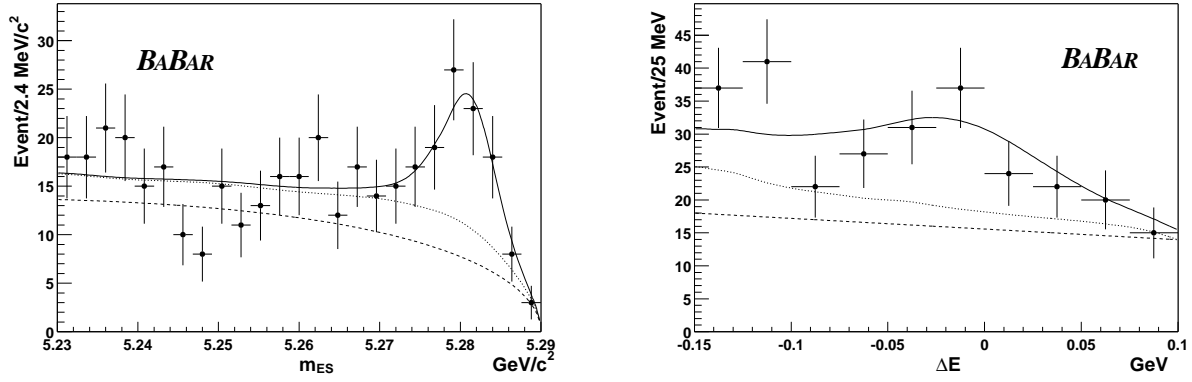 Event/2.4 MeV/c²
30
25
20
15
10
5
0
BABAR
5.23 5.24 5.25 5.26 5.27 5.28 5.29
m_ES GeV/c²
Event/25 MeV
45
40
35
30
25
20
15
10
5
0
BABAR
-0.15 -0.1 -0.05 0 0.05 0.1
ΔE GeV